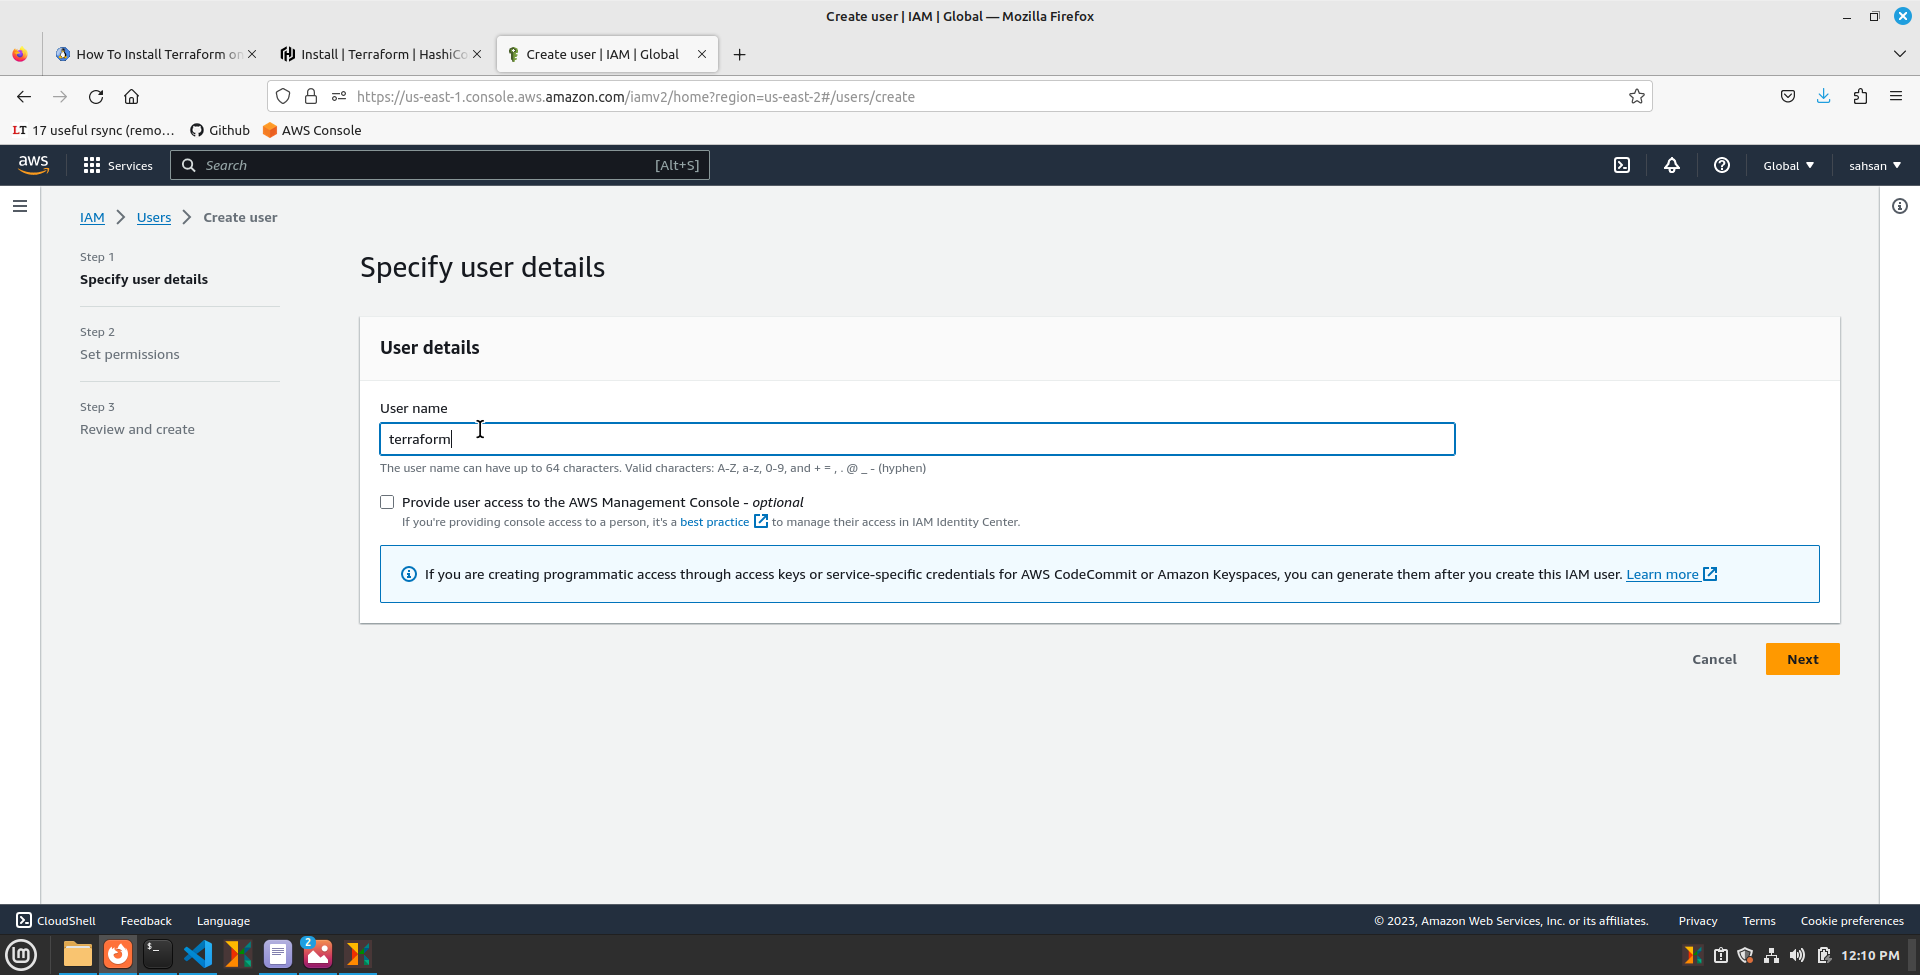 Create user | IAM | Global — Mozilla Firefox
How To Install Terraform on
Install | Terraform | HashiCo
Create user | IAM | Global
https://us-east-1.console.aws.amazon.com/iamv2/home?region=us-east-2#/users/create
LT 17 useful rsync (remo...
Github
AWS Console
aws
Services
Search
[Alt+S]
Global
sahsan
IAM
Users
Create user
Step 1
Specify user details
Step 2
Set permissions
Step 3
Review and create
Specify user details
User details
User name
terraform
The user name can have up to 64 characters. Valid characters: A-Z, a-z, 0-9, and + = , . @ _ - (hyphen)
Provide user access to the AWS Management Console - optional
If you're providing console access to a person, it's a best practice to manage their access in IAM Identity Center.
If you are creating programmatic access through access keys or service-specific credentials for AWS CodeCommit or Amazon Keyspaces, you can generate them after you create this IAM user. Learn more
Cancel
Next
CloudShell
Feedback
Language
© 2023, Amazon Web Services, Inc. or its affiliates.
Privacy
Terms
Cookie preferences
2
12:10 PM